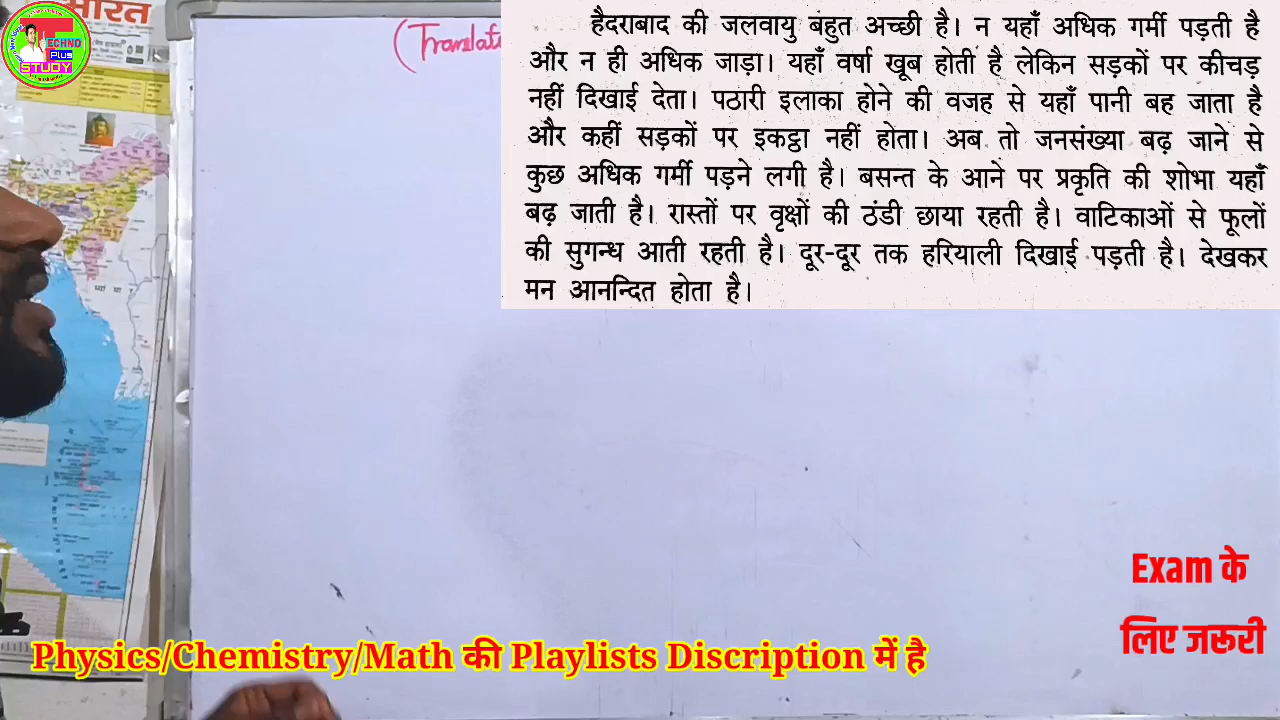 भारत
TECHNO
Plus
STUDY
(Translat
हैदराबाद की जलवायु बहुत अच्छी है। न यहाँ अधिक गर्मी पड़ती है
और न ही अधिक जाड़ा। यहाँ वर्षा खूब होती है लेकिन सड़कों पर कीचड़
नहीं दिखाई देता। पठारी इलाका होने की वजह से यहाँ पानी बह जाता है
और कहीं सड़कों पर इकट्ठा नहीं होता। अब तो जनसंख्या बढ़ जाने से
कुछ अधिक गर्मी पड़ने लगी है। बसन्त के आने पर प्रकृति की शोभा यहाँ
बढ़ जाती है। रास्तों पर वृक्षों की ठंडी छाया रहती है। वाटिकाओं से फूलों
की सुगन्ध आती रहती है। दूर-दूर तक हरियाली दिखाई पड़ती है। देखकर
मन आनन्दित होता है।
Exam के
लिए जरूरी
Physics/Chemistry/Math की Playlists Discription में है